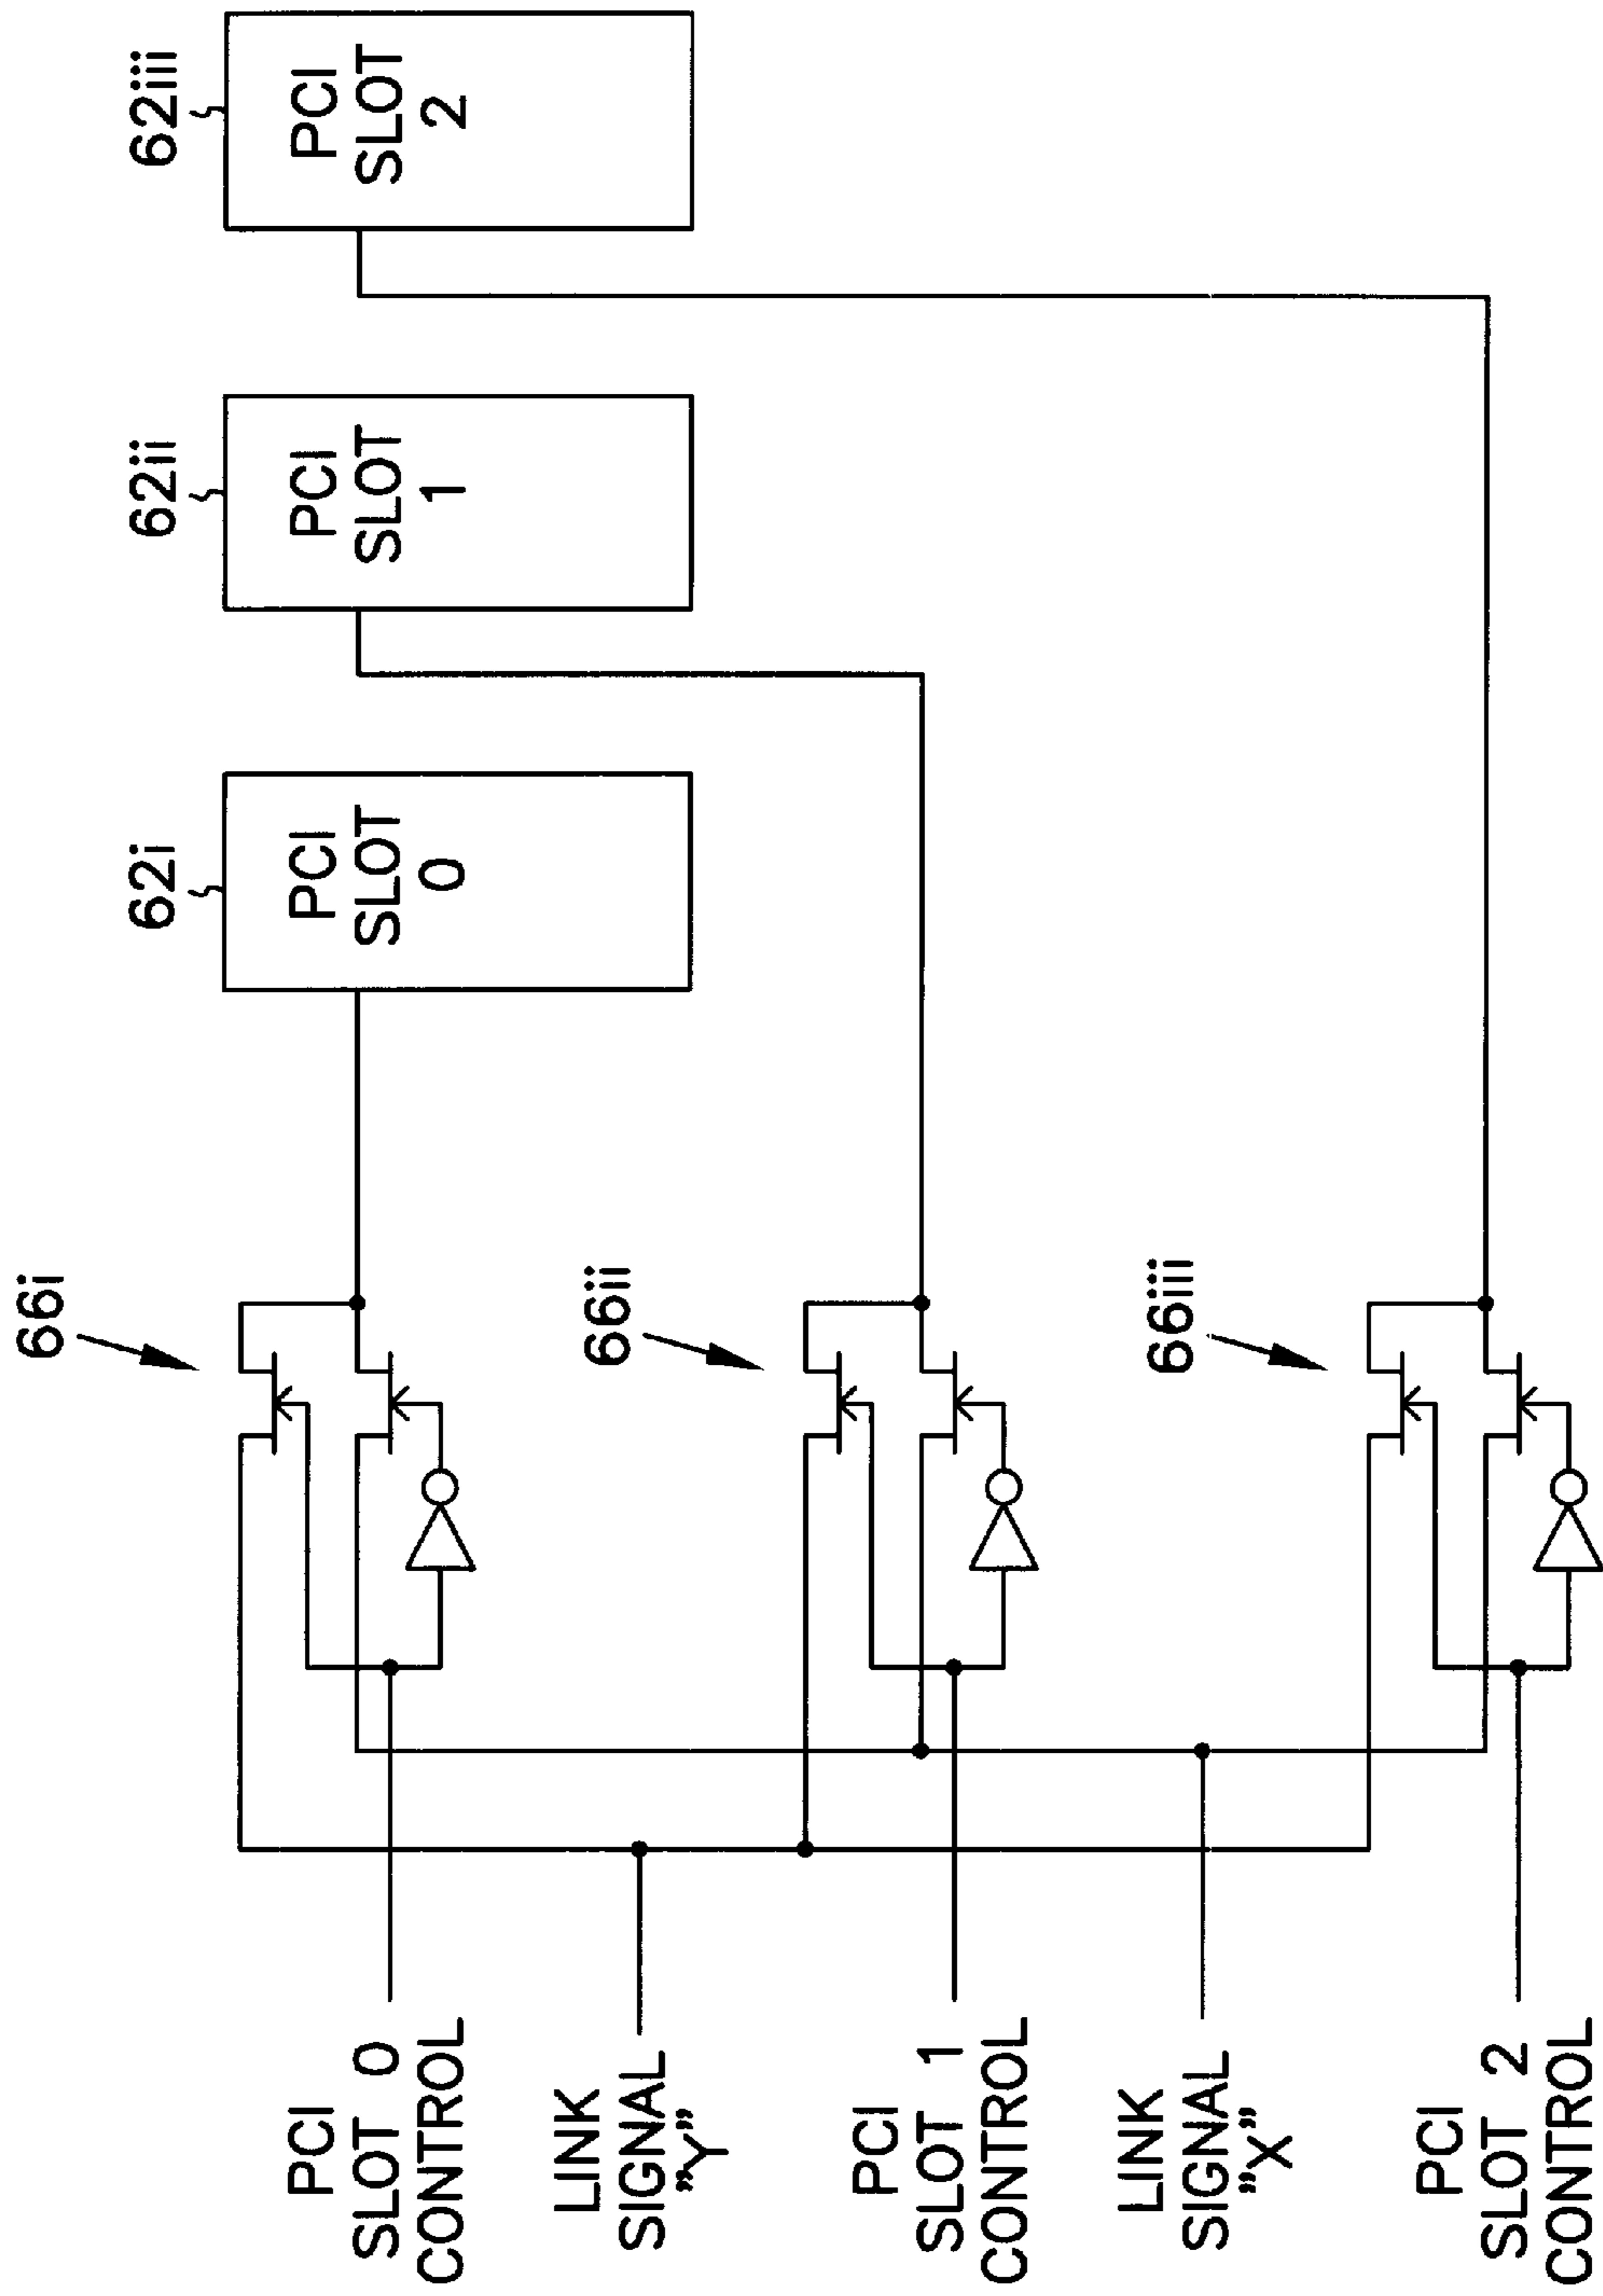 66i
62i
62ii
62iii
PCI
SLOT 0
CONTROL
PCI
SLOT
0
PCI
SLOT
1
PCI
SLOT
2
LINK
SIGNAL
"Y"
66ii
PCI
SLOT 1
CONTROL
LINK
SIGNAL
"X"
66iii
PCI
SLOT 2
CONTROL